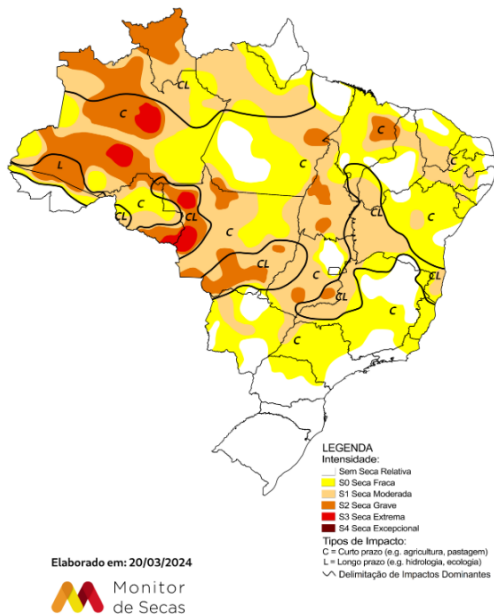 CL
C
C
L
CL
C
CL
C
C
C
C
CL
C
C
CL
CL
C
C
LEGENDA
Intensidade:
Sem Seca Relativa
S0 Seca Fraca
S1 Seca Moderada
S2 Seca Grave
S3 Seca Extrema
S4 Seca Excepcional
Tipos de Impacto:
C = Curto prazo (e.g. agricultura, pastagem)
L = Longo prazo (e.g. hidrologia, ecologia)
Delimitação de Impactos Dominantes
Elaborado em: 20/03/2024
Monitor
de Secas